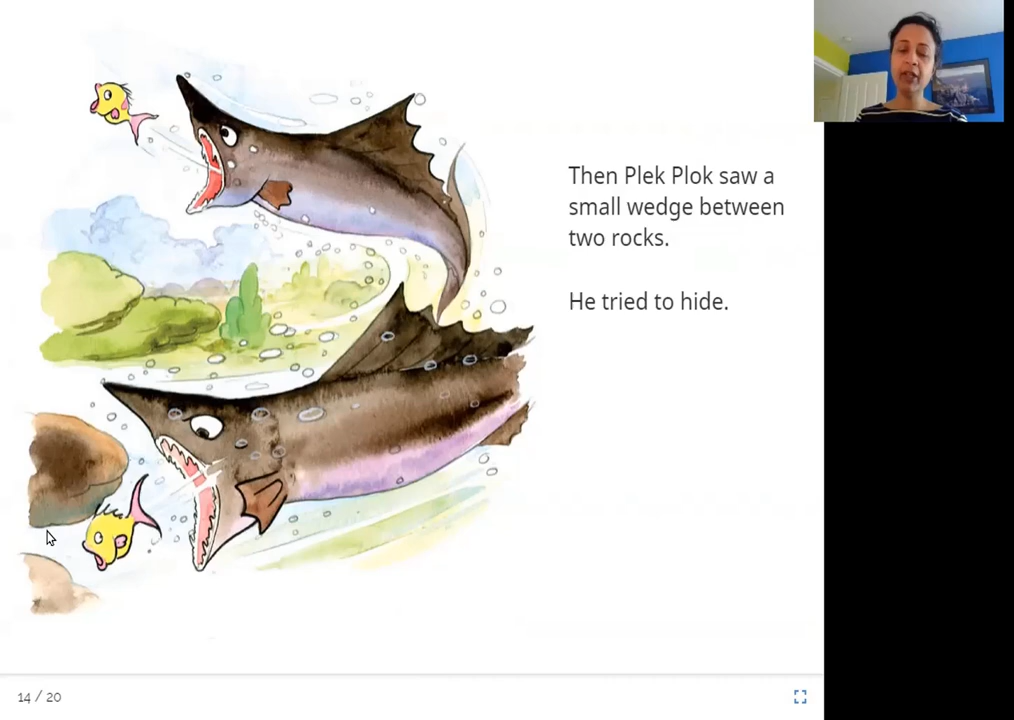 Then Plek Plok saw a
small wedge between
two rocks.
He tried to hide.
14 / 20